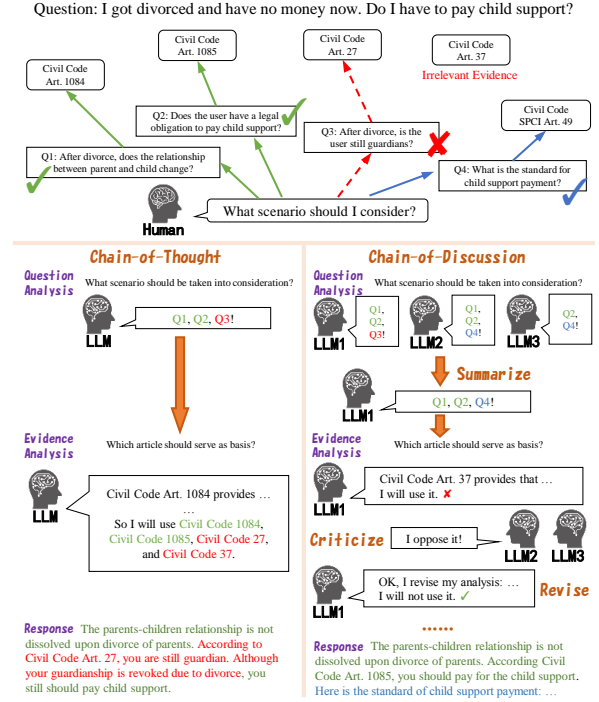 Question: I got divorced and have no money now. Do I have to pay child support?
Civil Code
Art. 1084
Civil Code
Art. 1085
Civil Code
Art. 27
Civil Code
Art. 37
Irrelevant Evidence
Civil Code
SPCI Art. 49
Q2: Does the user have a legal
obligation to pay child support?
Q3: After divorce, is the
user still guardians?
Q1: After divorce, does the relationship
between parent and child change?
Q4: What is the standard for
child support payment?
Human
What scenario should I consider?
Chain-of-Thought
Question
Analysis
What scenario should be taken into consideration?
LLM
Q1, Q2, Q3!
Evidence
Analysis
Which article should serve as basis?
LLM
Civil Code Art. 1084 provides …
…
So I will use Civil Code 1084,
Civil Code 1085, Civil Code 27,
and Civil Code 37.
Response The parents-children relationship is not
dissolved upon divorce of parents. According to
Civil Code Art. 27, you are still guardian. Although
your guardianship is revoked due to divorce, you
still should pay child support.
Chain-of-Discussion
Question
Analysis
What scenario should be taken into consideration?
LLM1
Q1,
Q2,
Q3!
LLM2
Q1,
Q2,
Q4!
LLM3
Q2,
Q4!
Summarize
LLM1
Q1, Q2, Q4!
Evidence
Analysis
Which article should serve as basis?
LLM1
Civil Code Art. 37 provides that …
I will use it. ✘
Criticize
I oppose it!
LLM2
LLM3
LLM1
OK, I revise my analysis: …
I will not use it. ✓
Revise
……
Response The parents-children relationship is not
dissolved upon divorce of parents. According Civil
Code Art. 1085, you should pay for the child support.
Here is the standard of child support payment: …